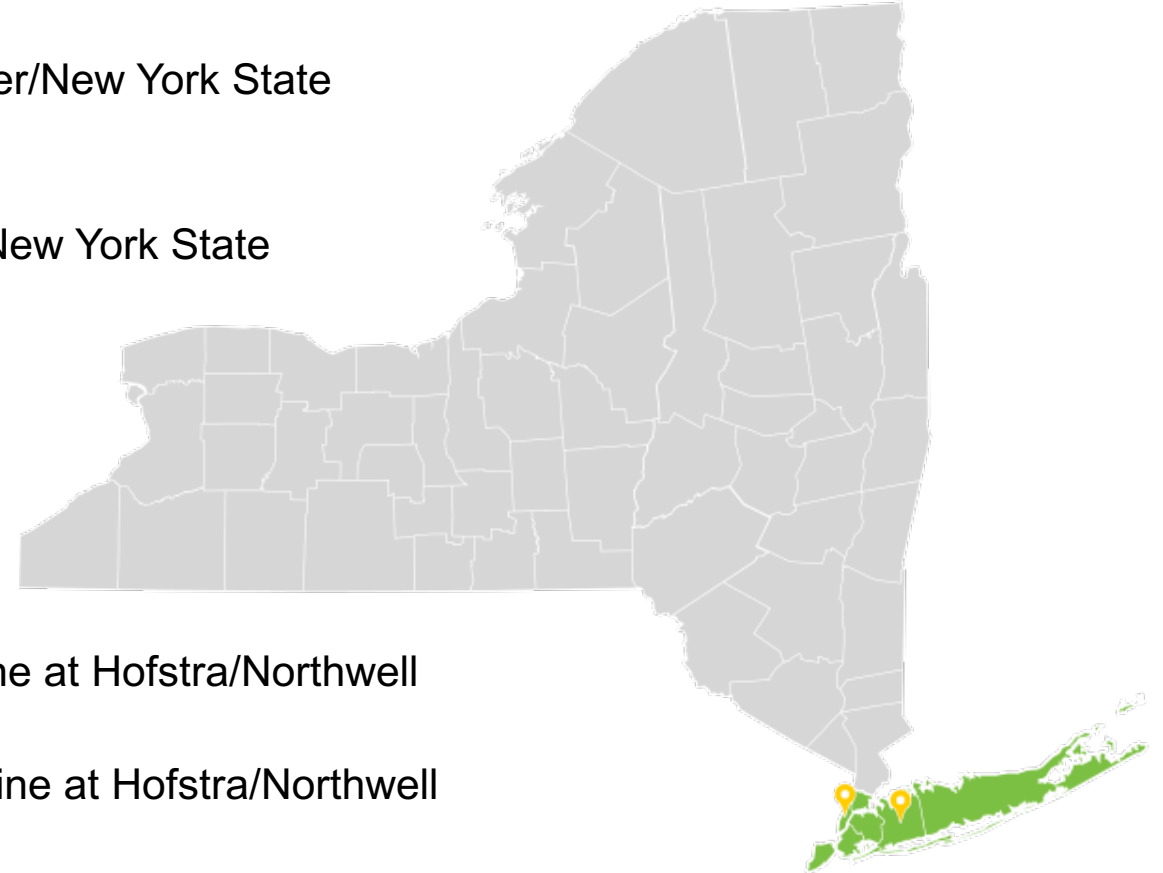 er/New York State
New York State
ne at Hofstra/Northwell
ine at Hofstra/Northwell